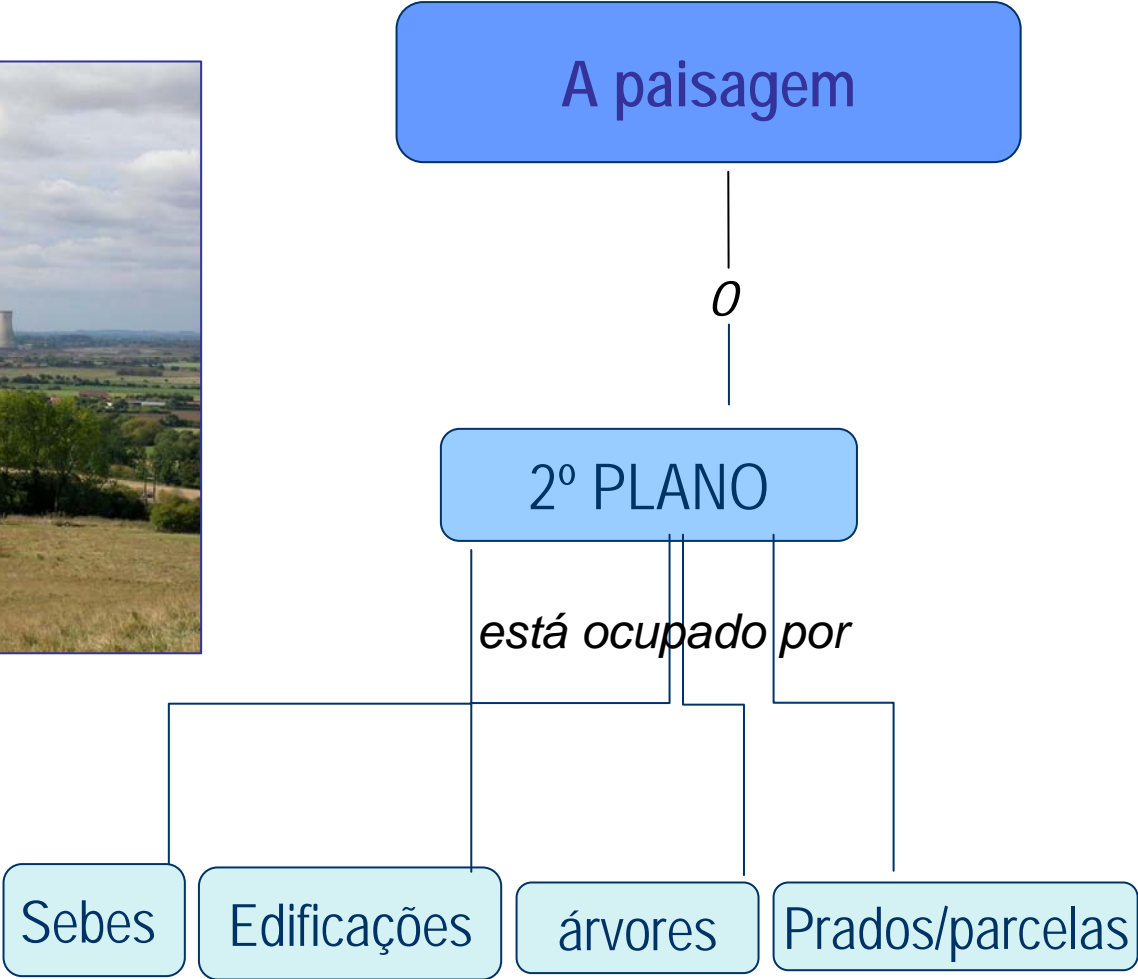 A paisagem
O
2º PLANO
está ocupado por
Sebes
Edificações
árvores
Prados/parcelas